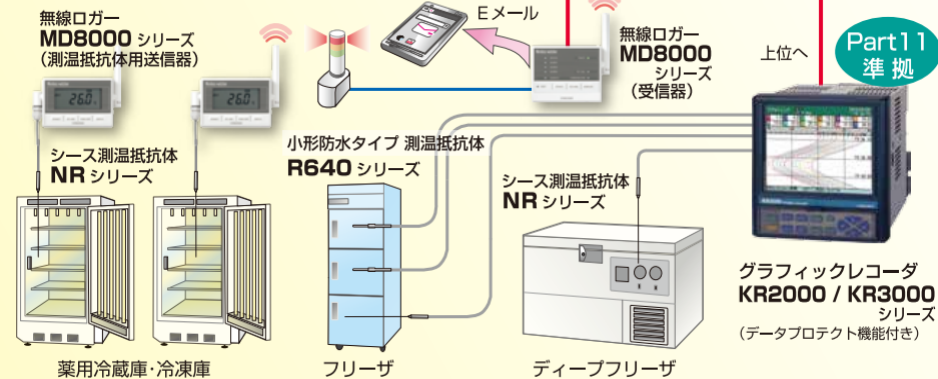 無線ロガー
MD8000 シリーズ
(測温抵抗体用送信器)
26.0
26.0
Eメール
無線ロガー
MD8000
シリーズ
(受信器)
上位へ
Part11
準拠
シース測温抵抗体
NR シリーズ
小形防水タイプ 測温抵抗体
R640 シリーズ
シース測温抵抗体
NR シリーズ
グラフィックレコーダ
KR2000 / KR3000
シリーズ
(データプロテクト機能付き)
薬用冷蔵庫・冷凍庫
フリーザ
ディープフリーザ